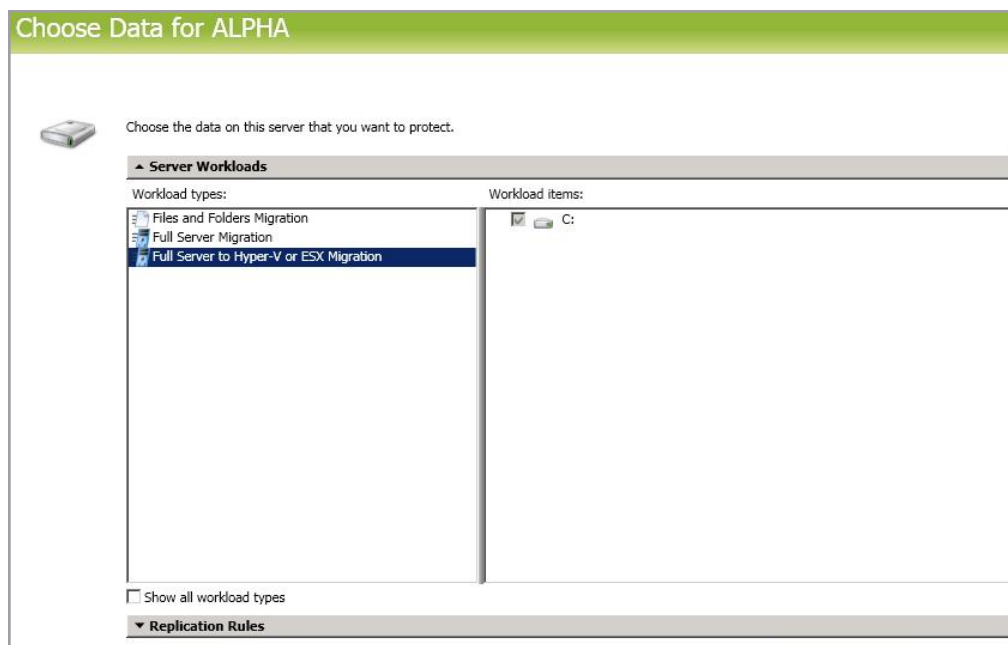 Choose Data for ALPHA
Choose the data on this server that you want to protect.
Server Workloads
Workload types:
Workload items:
Files and Folders Migration
Full Server Migration
Full Server to Hyper-V or ESX Migration
C:
Show all workload types
Replication Rules